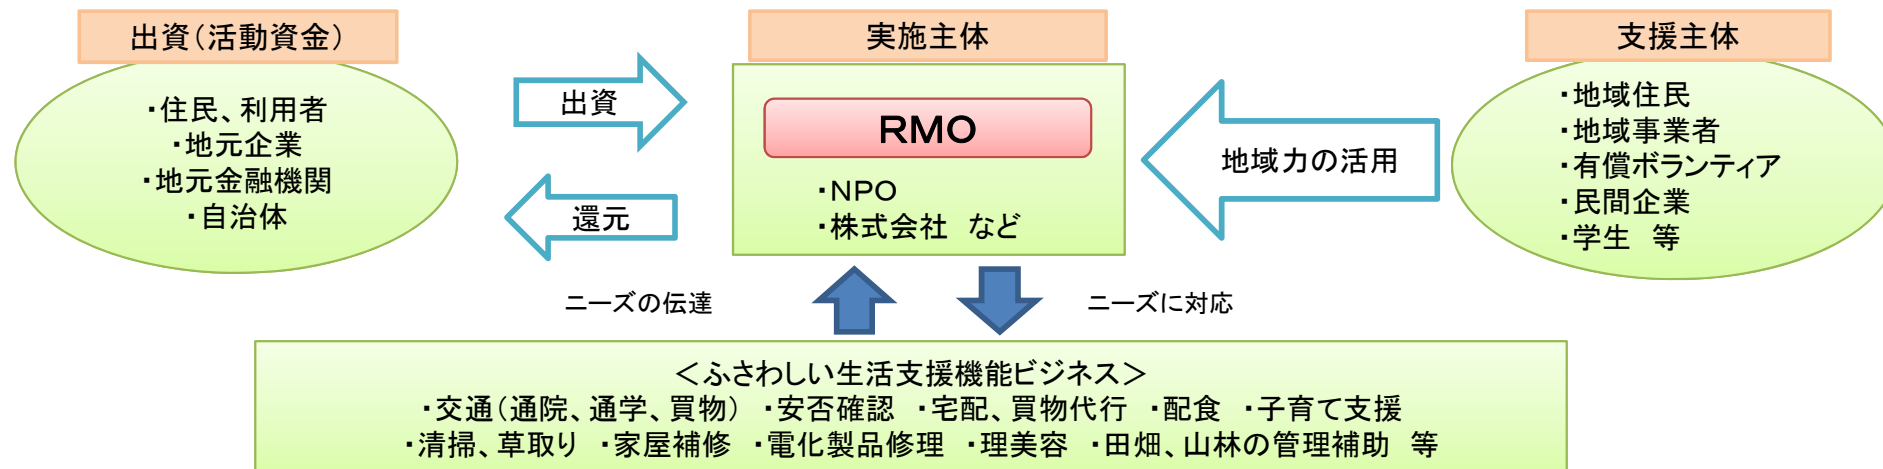 出資（活動資金）
・住民、利用者
・地元企業
・地元金融機関
・自治体
出資
還元
実施主体
RMO
・NPO
・株式会社　など
地域力の活用
支援主体
・地域住民
・地域事業者
・有償ボランティア
・民間企業
・学生　等
ニーズの伝達
ニーズに対応
＜ふさわしい生活支援機能ビジネス＞
・交通（通院、通学、買物）　・安否確認　・宅配、買物代行　・配食　・子育て支援
・清掃、草取り　・家屋補修　・電化製品修理　・理美容　・田畑、山林の管理補助　等